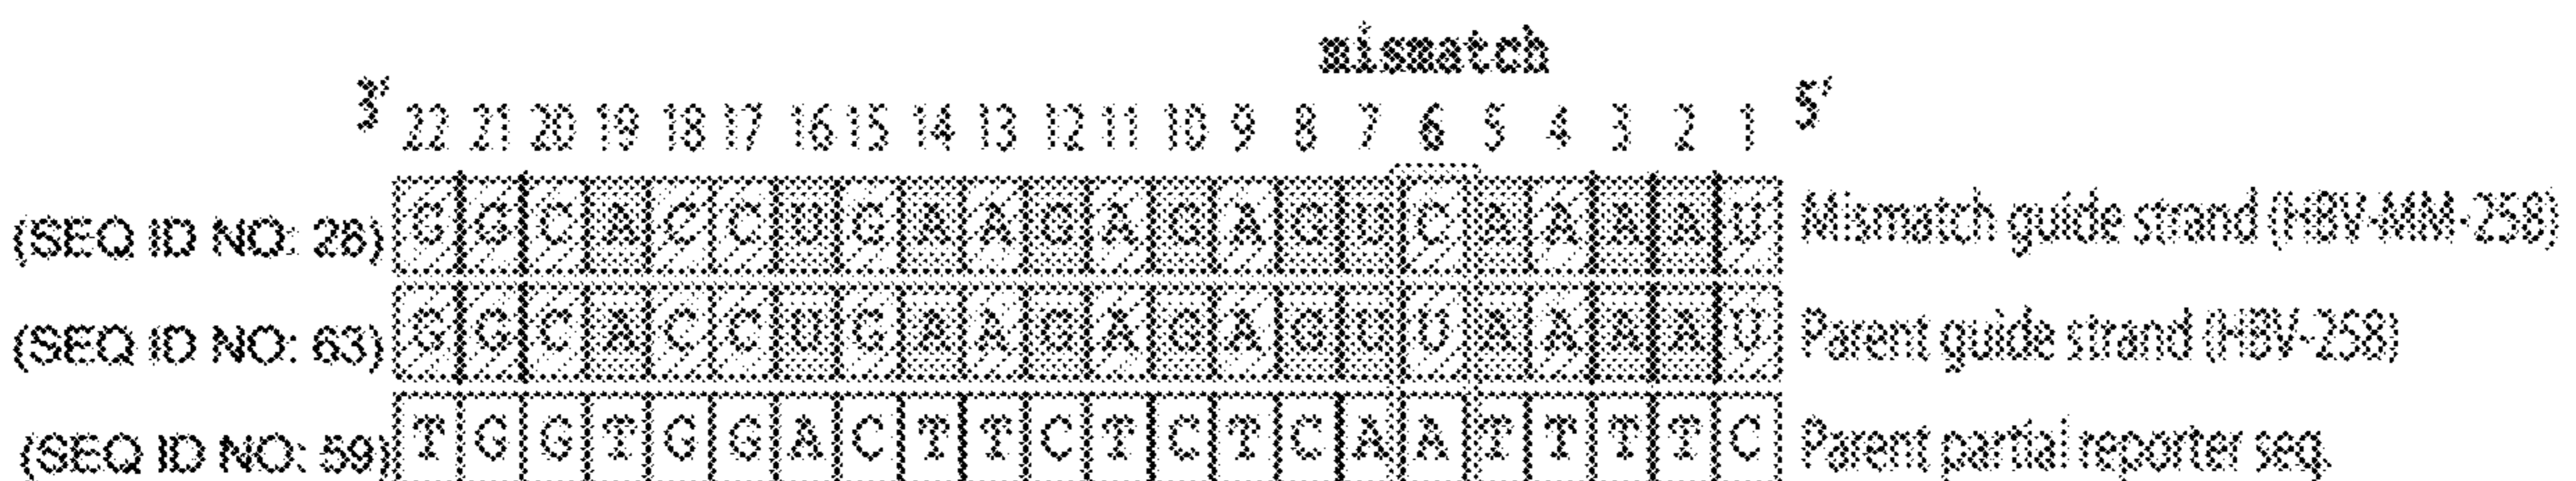 mismatch
3' 22 21 20 19 18 17 16 15 14 13 12 11 10 9 8 7 6 5 4 3 2 1 5'
(SEQ ID NO: 26) G G C A C C U G A A G A G A G U C A A A A U Mismatch guide strand (HBV-MM-258)
(SEQ ID NO: 63) G G C A C C U G A A G A G A G U U A A A A U Parent guide strand (HBV-258)
(SEQ ID NO: 59) T G G T G G A C T T C T C T C A A T T T T C Parent partial reporter seq.